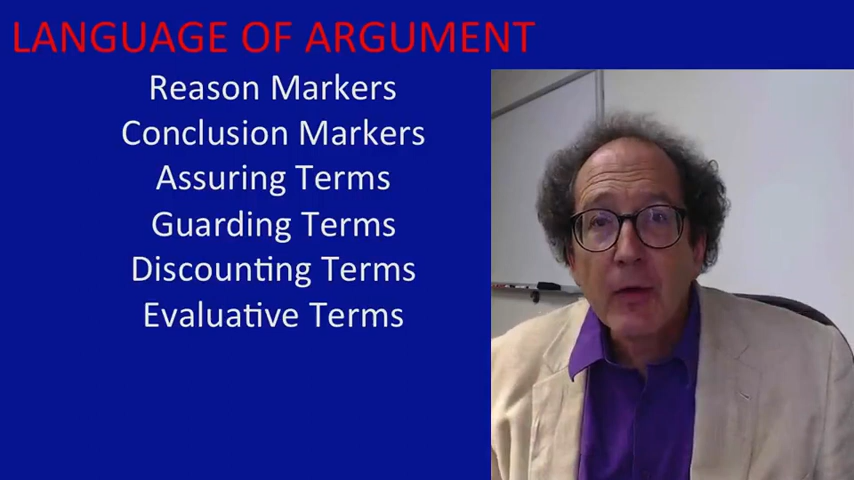 LANGUAGE OF ARGUMENT
Reason Markers
Conclusion Markers
Assuring Terms
Guarding Terms
Discounting Terms
Evaluative Terms